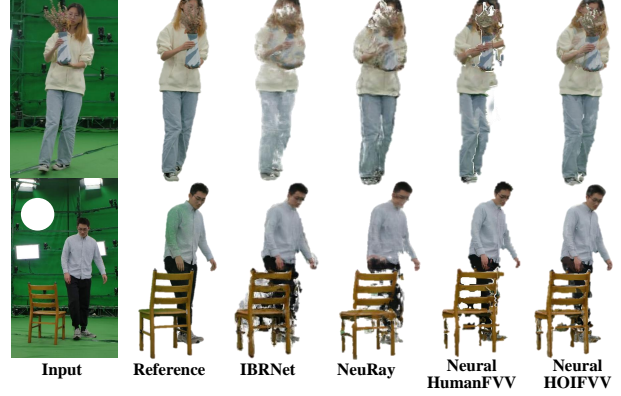 Input
Reference
IBRNet
NeuRay
Neural
HumanFVV
Neural
HOIFVV